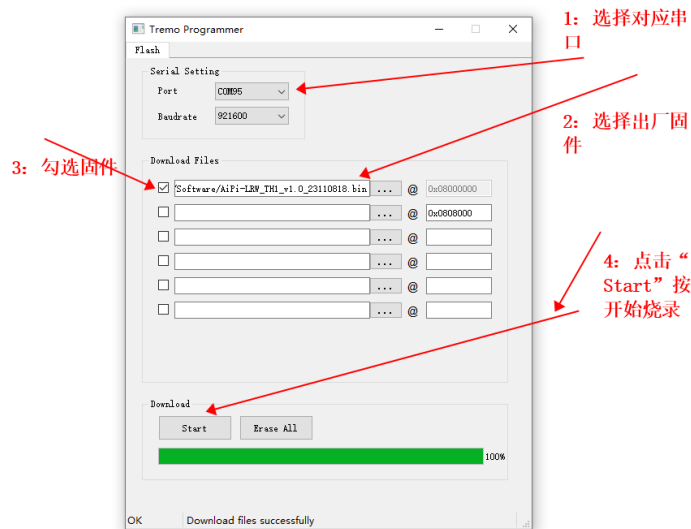 Tremo Programmer
Flash
Serial Setting
Port
COM95
Baudrate
921600
Download Files
Software/AiPi-LRW_TH1_v1.0_23110818.bin
...
@
0x08000000
...
@
0x0808000
...
@
...
@
...
@
...
@
Download
Start
Erase All
100%
OK
Download files successfully
1：选择对应串
口
2：选择出厂固
件
3：勾选固件
4：点击“
Start”按
开始烧录